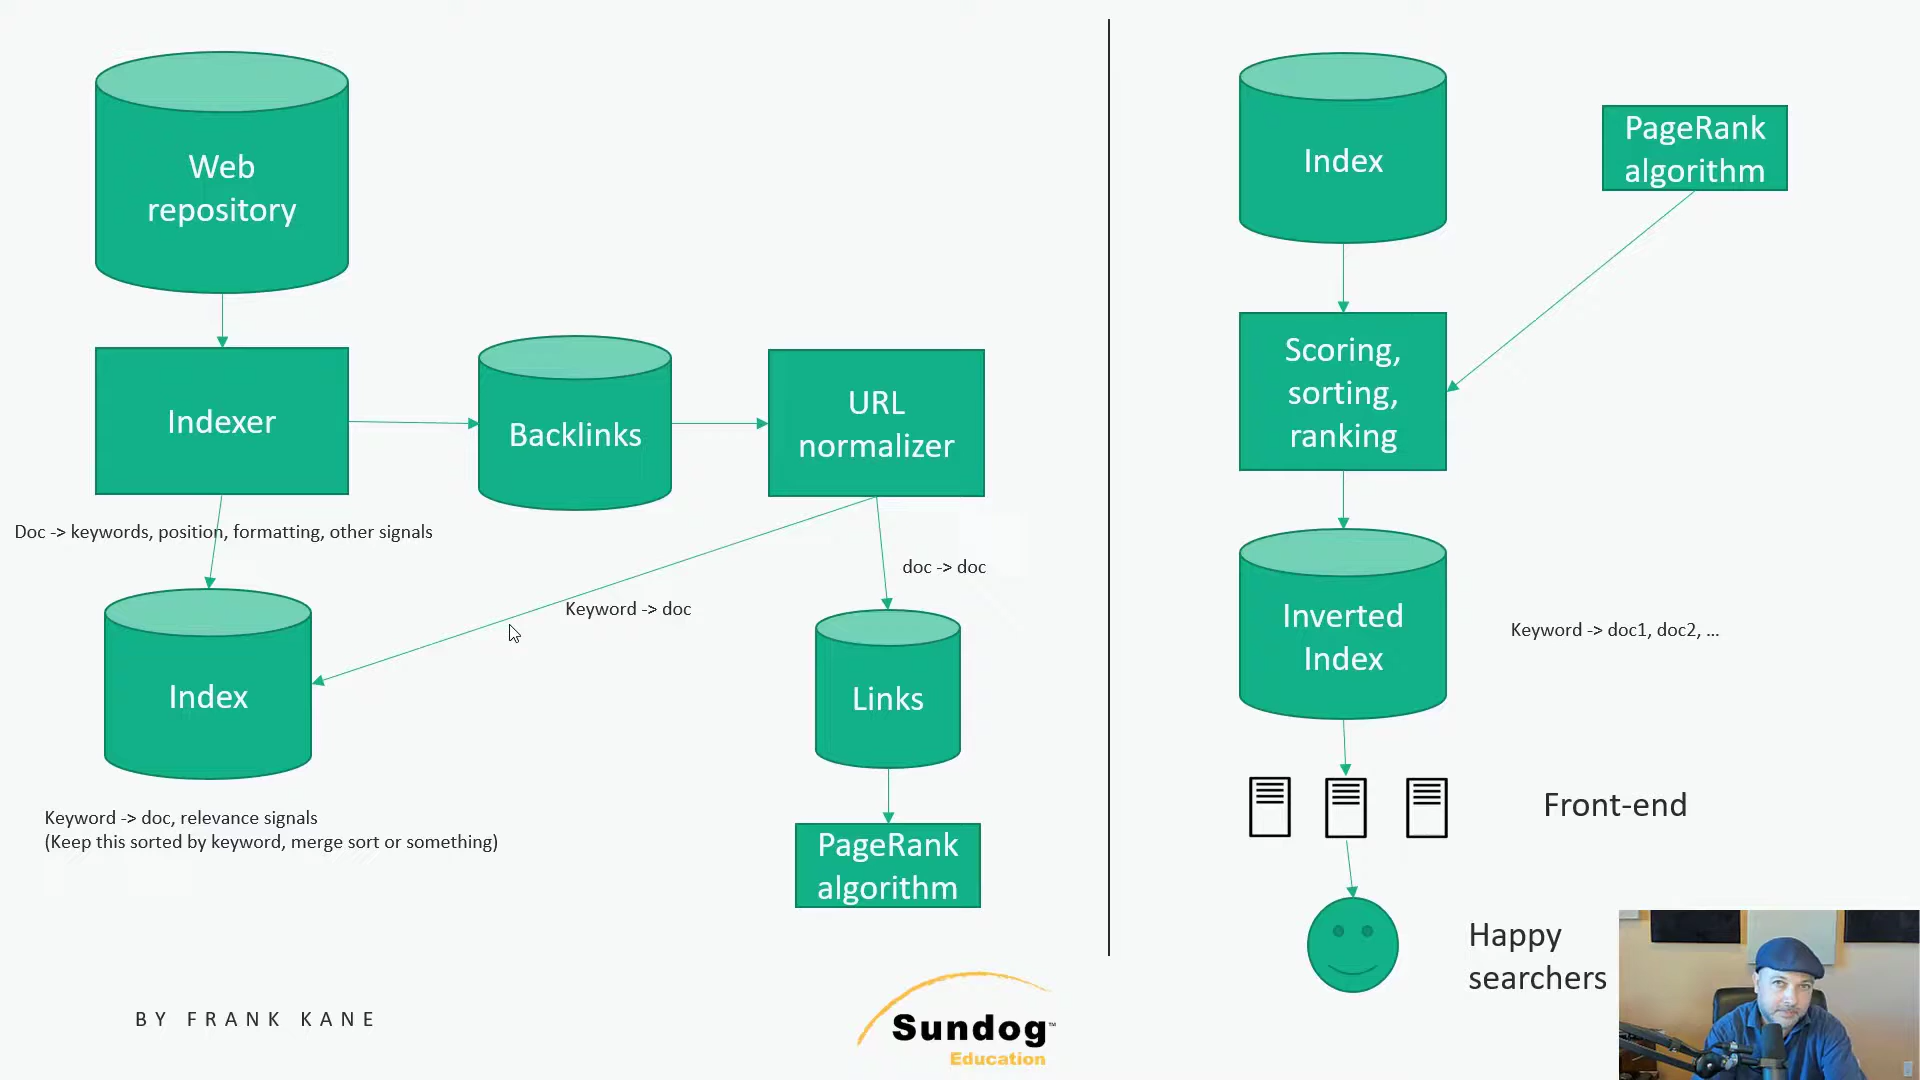 Web
repository
Indexer
Backlinks
URL
normalizer
Doc -> keywords, position, formatting, other signals
doc -> doc
Keyword -> doc
Index
Links
Keyword -> doc, relevance signals
(Keep this sorted by keyword, merge sort or something)
PageRank
algorithm
BY FRANK KANE
Sundog™
Education
Index
PageRank
algorithm
Scoring,
sorting,
ranking
Inverted
Index
Keyword -> doc1, doc2, ...
Front-end
Happy
searchers